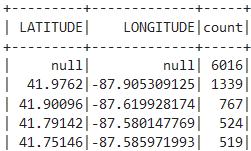 +--------+-------------+-----+
|LATITUDE|    LONGITUDE|count|
+--------+-------------+-----+
|    null|         null| 6016|
| 41.9762|-87.905309125| 1339|
|41.90096|-87.619928174|  767|
|41.79142|-87.580147769|  524|
|41.75146|-87.585971993|  519|